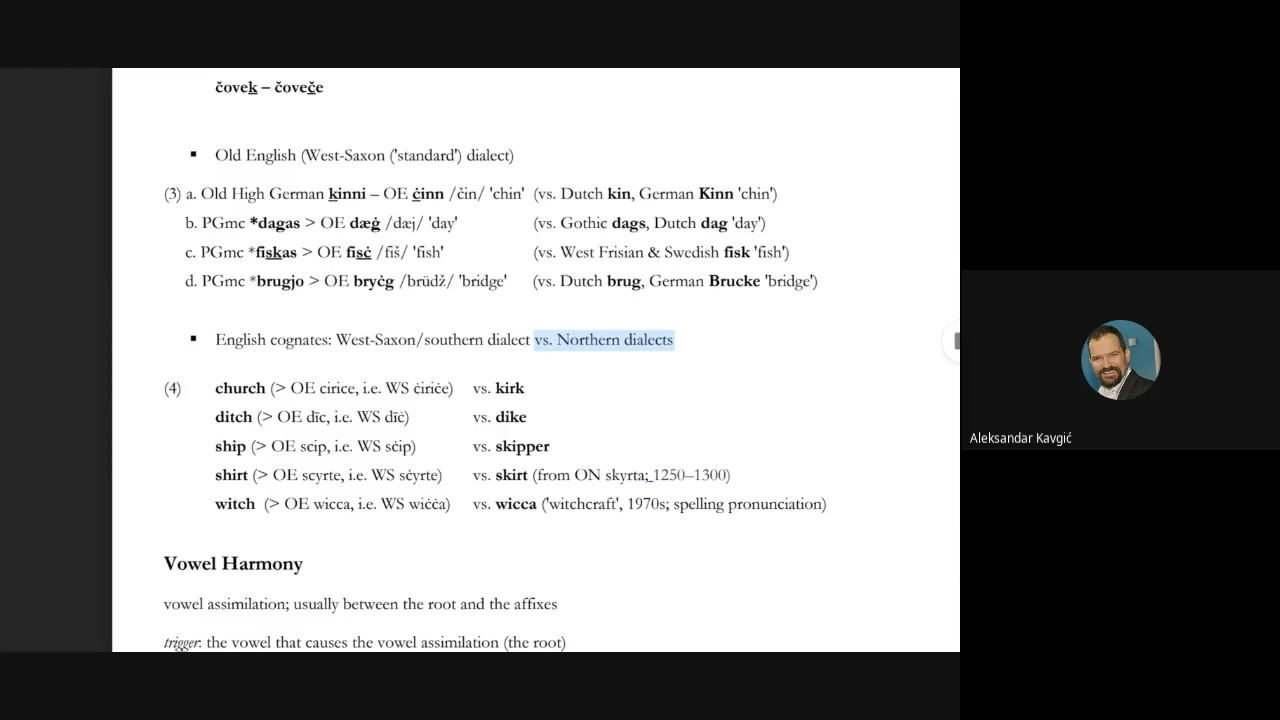 čovek – čoveče
▪ Old English (West-Saxon ('standard') dialect)
(3) a. Old High German kinni – OE ċinn /čin/ 'chin' (vs. Dutch kin, German Kinn 'chin')
b. PGmc *dagas > OE dæġ /dæj/ 'day' (vs. Gothic dags, Dutch dag 'day')
c. PGmc *fiskas > OE fisċ /fiš/ 'fish' (vs. West Frisian & Swedish fisk 'fish')
d. PGmc *brugjo > OE bryċg /brüdž/ 'bridge' (vs. Dutch brug, German Brucke 'bridge')
▪ English cognates: West-Saxon/southern dialect vs. Northern dialects
(4) church (> OE cirice, i.e. WS ċiriċe) vs. kirk
ditch (> OE dīc, i.e. WS dīċ) vs. dike
ship (> OE scip, i.e. WS sċip) vs. skipper
shirt (> OE scyrte, i.e. WS sċyrte) vs. skirt (from ON skyrta; 1250–1300)
witch (> OE wicca, i.e. WS wiċċa) vs. wicca ('witchcraft', 1970s; spelling pronunciation)
Vowel Harmony
vowel assimilation; usually between the root and the affixes
trigger: the vowel that causes the vowel assimilation (the root)
Aleksandar Kavgić